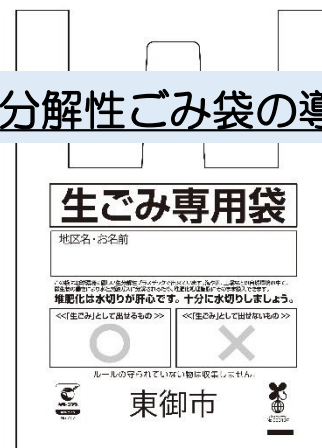 分解性ごみ袋の導
生ごみ専用袋
地区名・お名前
堆肥化は水切りが肝心です。十分に水切りしましょう。
<<「生ごみ」として出せるもの>>
<<「生ごみ」として出せないもの>>
ルールの守られていない物は収集しません。
東御市